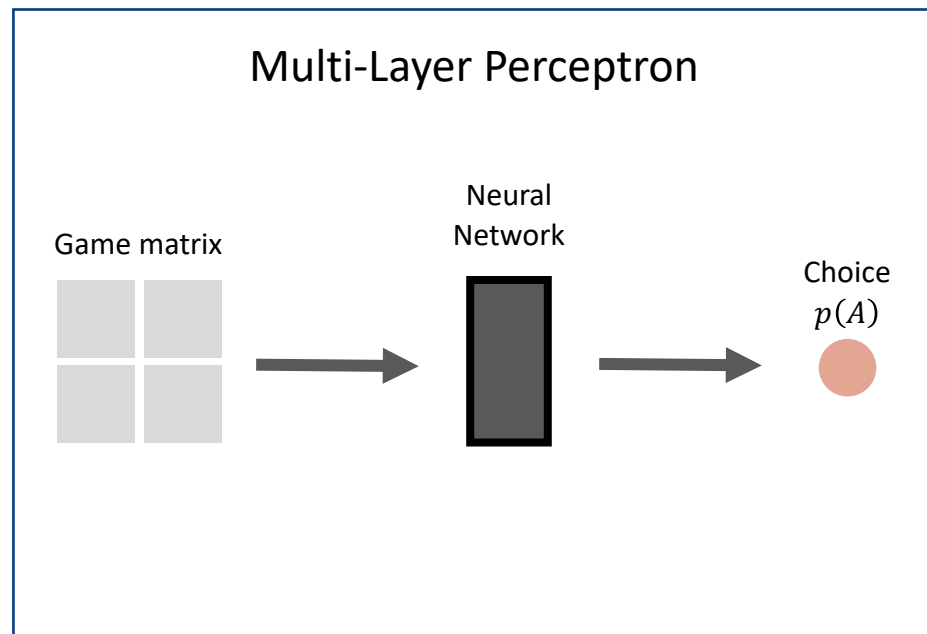 Multi-Layer Perceptron
Game matrix
Neural
Network
Choice
p(A)